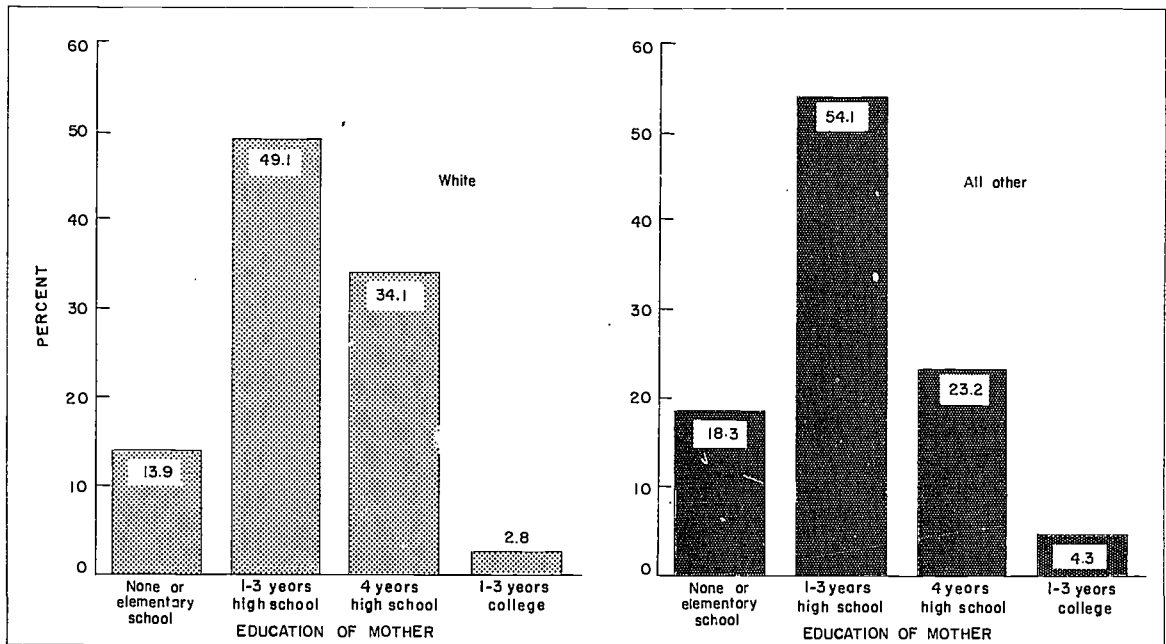 60
50
40
30
20
10
0
PERCENT
White
13.9
49.1
34.1
2.8
None or
elementary
school
1-3 years
high school
4 years
high school
1-3 years
college
EDUCATION OF MOTHER
60
50
40
30
20
10
0
All other
18.3
54.1
23.2
4.3
None or
elementary
school
1-3 years
high school
4 years
high school
1-3 years
college
EDUCATION OF MOTHER